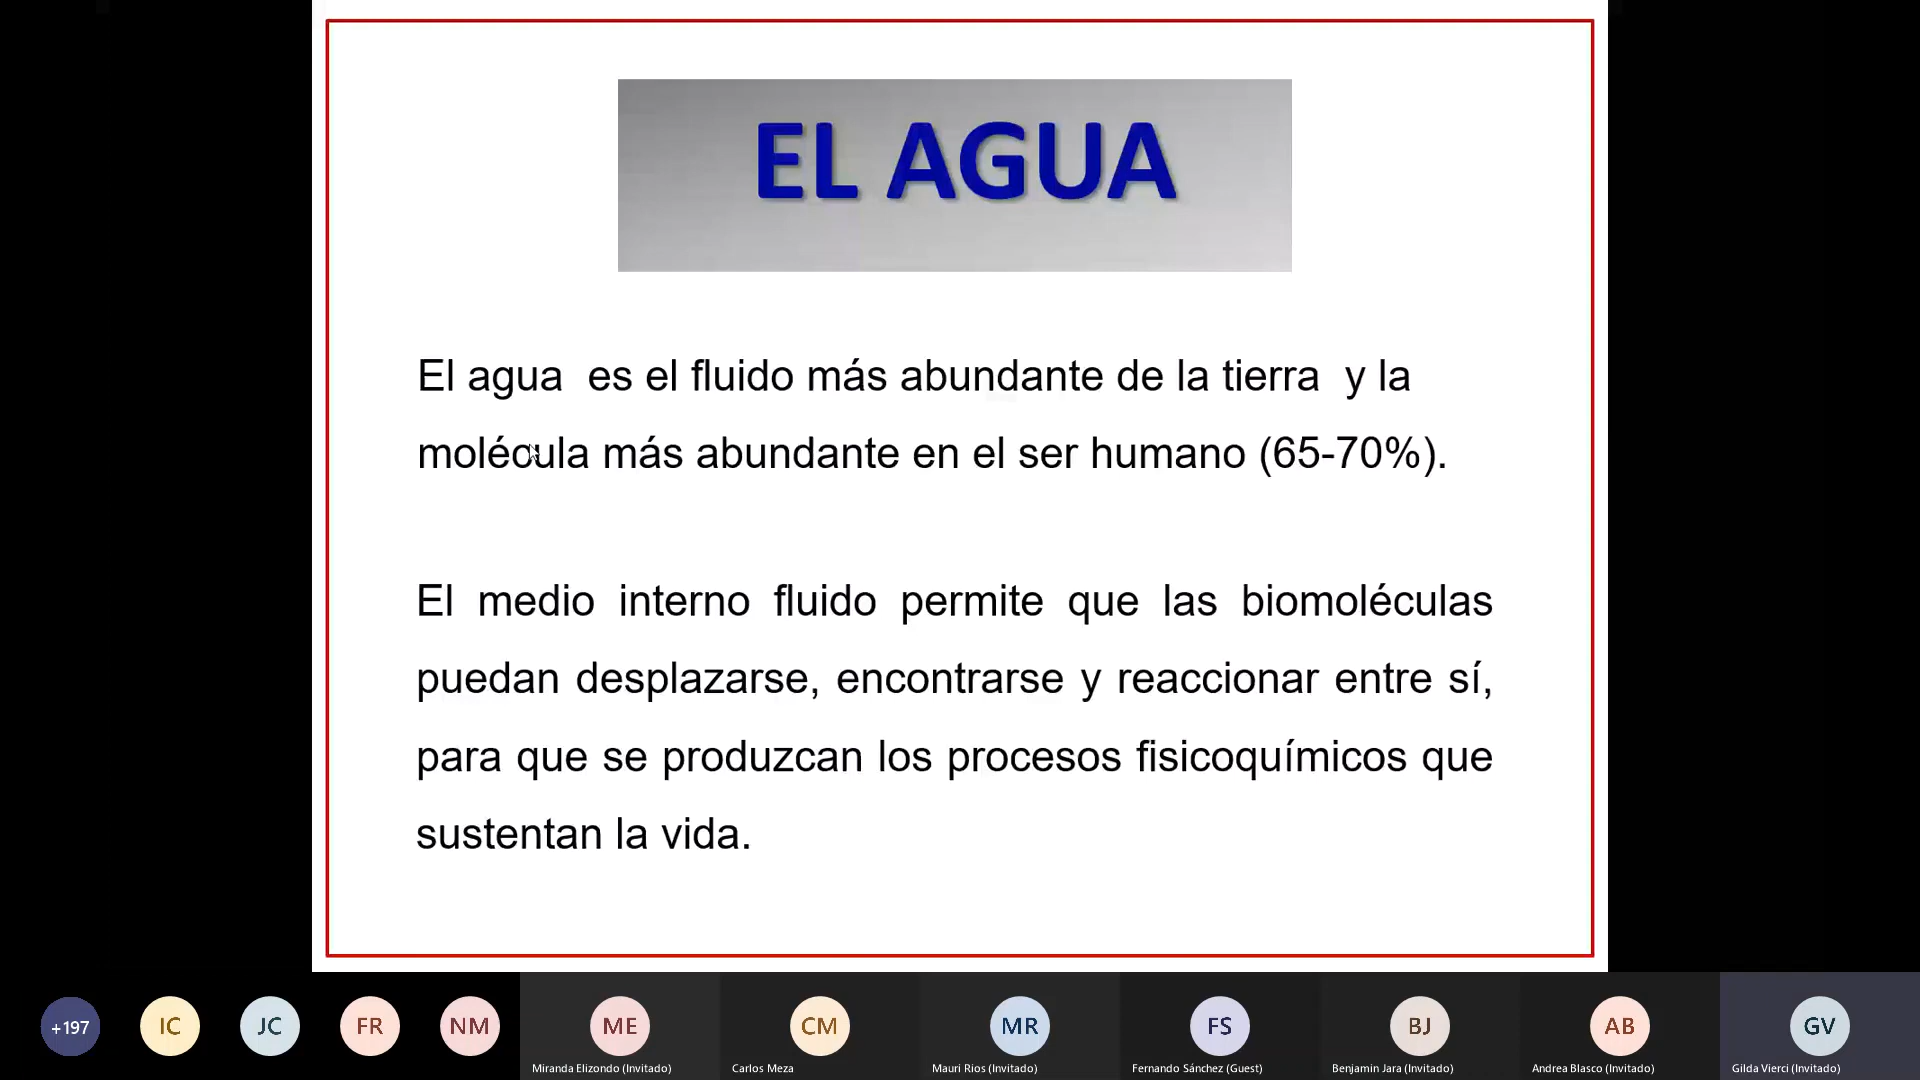 EL AGUA
El agua  es el fluido más abundante de la tierra  y la
molécula más abundante en el ser humano (65-70%).
El medio interno fluido permite que las biomoléculas
puedan desplazarse, encontrarse y reaccionar entre sí,
para que se produzcan los procesos fisicoquímicos que
sustentan la vida.
+197
IC
JC
FR
NM
ME
CM
MR
FS
BJ
AB
GV
Miranda Elizondo (Invitado)
Carlos Meza
Mauri Rios (Invitado)
Fernando Sánchez (Guest)
Benjamin Jara (Invitado)
Andrea Blasco (Invitado)
Gilda Vierci (Invitado)